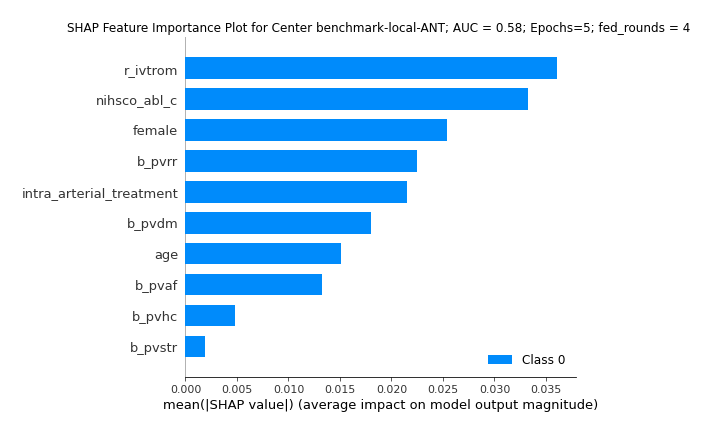 SHAP Feature Importance Plot for Center benchmark-local-ANT; AUC = 0.58; Epochs=5; fed_rounds = 4
r_ivtrom
nihsco_abl_c
female
b_pvrr
intra_arterial_treatment
b_pvdm
age
b_pvaf
b_pvhc
b_pvstr
Class 0
0.000 0.005 0.010 0.015 0.020 0.025 0.030 0.035
mean(|SHAP value|) (average impact on model output magnitude)